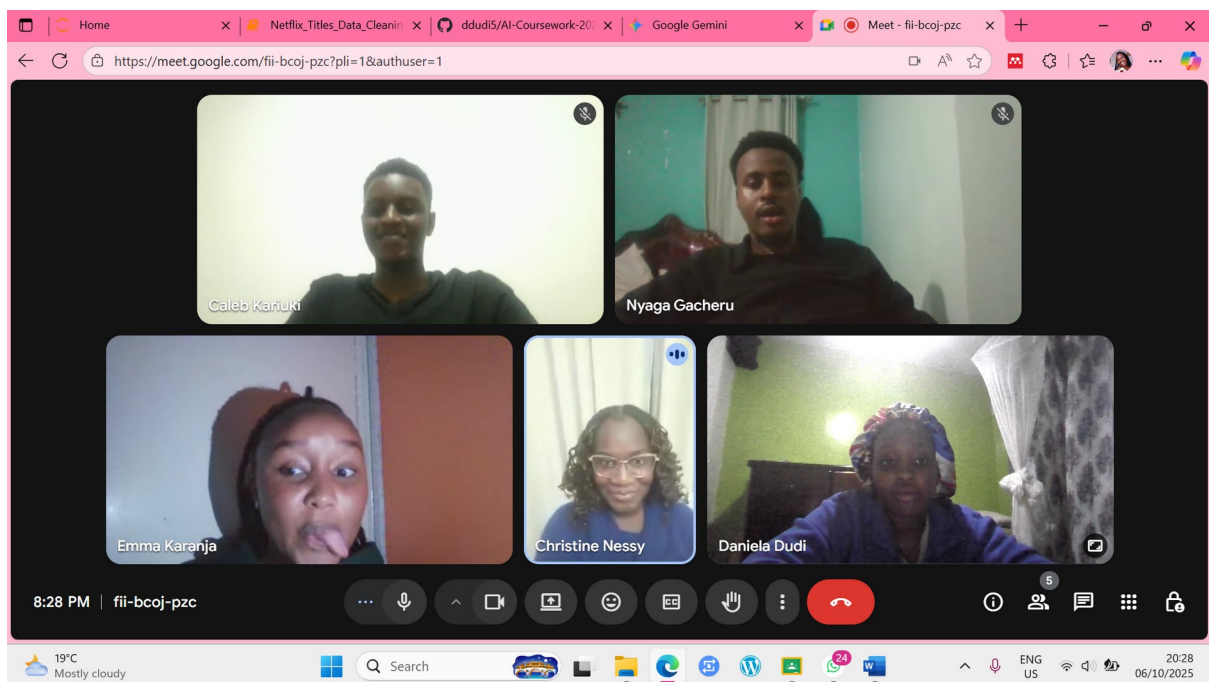 Home
Netflix_Titles_Data_Cleanin
ddudi5/AI-Coursework-202
Google Gemini
Meet - fii-bcoj-pzc
https://meet.google.com/fii-bcoj-pzc?pli=1&authuser=1
Caleb Kariuki
Nyaga Gacheru
Emma Karanja
Christine Nessy
Daniela Dudi
8:28 PM | fii-bcoj-pzc
CC
5
19°C
Mostly cloudy
Search
24
ENG
US
20:28
06/10/2025